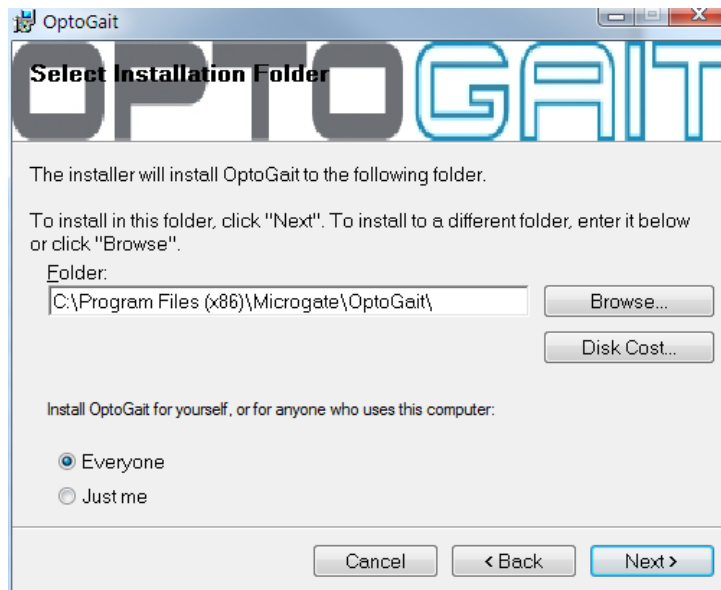 OptoGait
OPTOGAIT
Select Installation Folder
The installer will install OptoGait to the following folder.
To install in this folder, click "Next". To install to a different folder, enter it below
or click "Browse".
Folder:
C:\Program Files (x86)\Microgate\OptoGait\
Browse...
Disk Cost...
Install OptoGait for yourself, or for anyone who uses this computer:
Everyone
Just me
Cancel
< Back
Next >